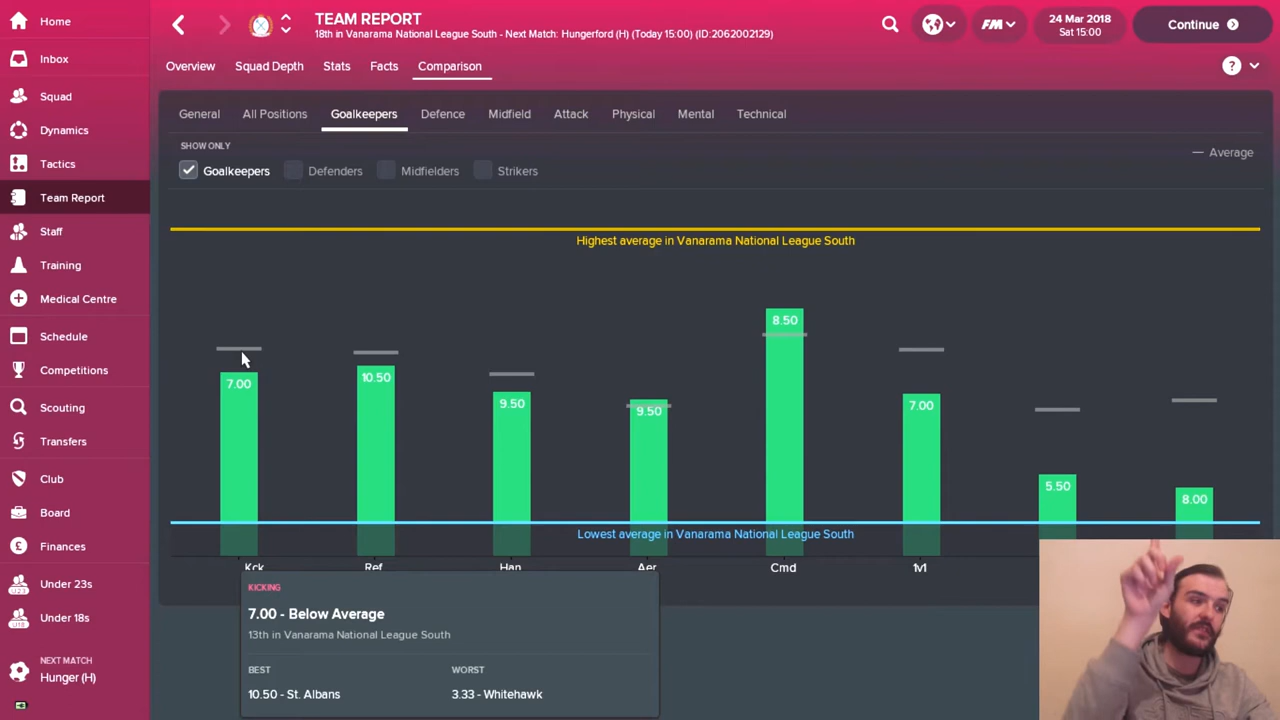 Home
Inbox
Squad
Dynamics
Tactics
Team Report
Staff
Training
Medical Centre
Schedule
Competitions
Scouting
Transfers
Club
Board
Finances
Under 23s
Under 18s
NEXT MATCH
Hunger (H)
TEAM REPORT
18th in Vanarama National League South - Next Match: Hungerford (H) (Today 15:00) (ID:2062002129)
FM
24 Mar 2018
Sat 15:00
Continue
Overview Squad Depth Stats Facts Comparison
?
General All Positions Goalkeepers Defence Midfield Attack Physical Mental Technical
SHOW ONLY
Goalkeepers Defenders Midfielders Strikers
Average
Highest average in Vanarama National League South
7.00 10.50 9.50 9.50 8.50 7.00 5.50 8.00
Lowest average in Vanarama National League South
Kck Ref Han Aer Cmd 1v1
KICKING
7.00 - Below Average
13th in Vanarama National League South
BEST WORST
10.50 - St. Albans 3.33 - Whitehawk